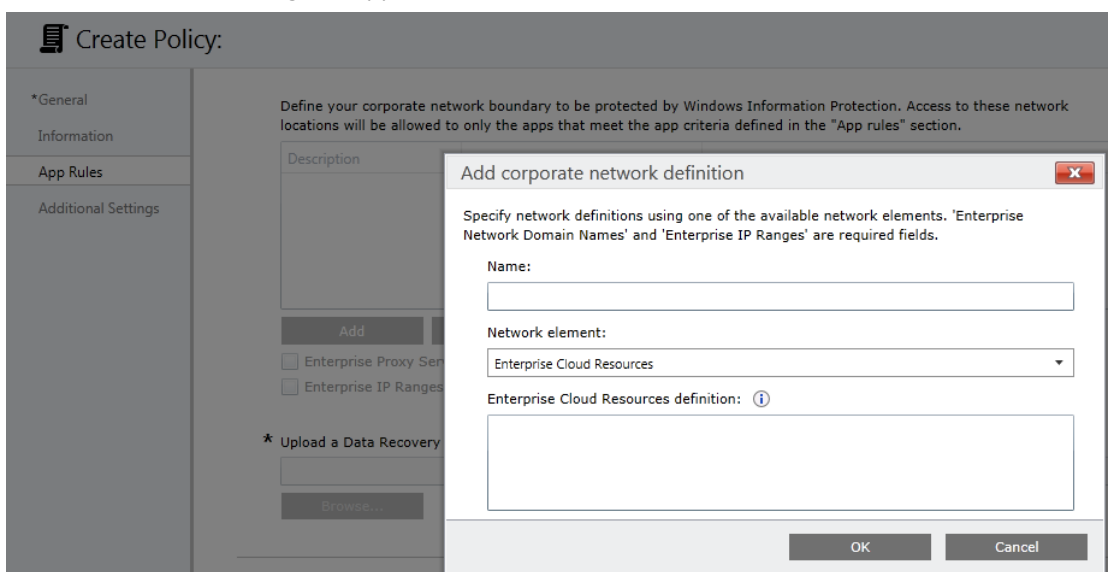 Create Policy:
*General
Information
App Rules
Additional Settings
Define your corporate network boundary to be protected by Windows Information Protection. Access to these network
locations will be allowed to only the apps that meet the app criteria defined in the "App rules" section.
Description
Add
Enterprise Proxy Ser
Enterprise IP Ranges
* Upload a Data Recovery
Browse...
Add corporate network definition
Specify network definitions using one of the available network elements. 'Enterprise
Network Domain Names' and 'Enterprise IP Ranges' are required fields.
Name:
Network element:
Enterprise Cloud Resources
Enterprise Cloud Resources definition:
OK
Cancel